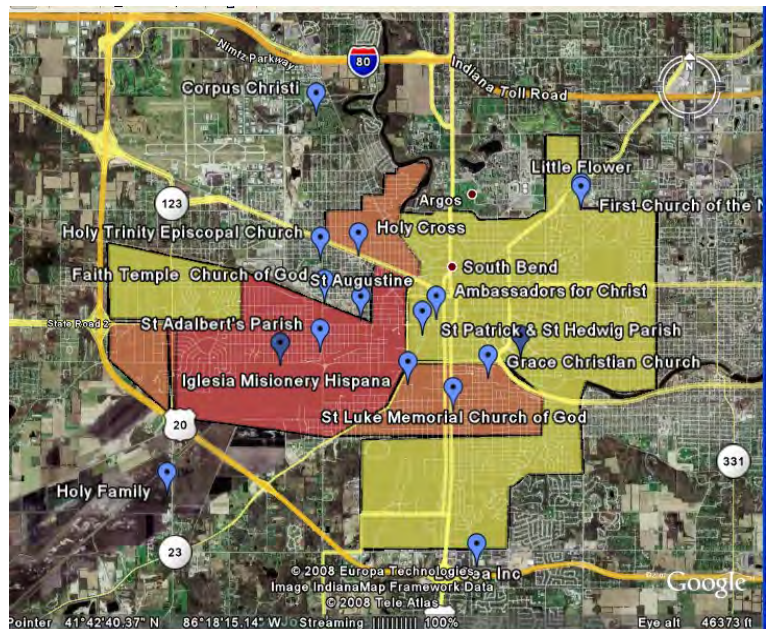 Nimtz Parkway
80
Indiana Toll Road
Corpus Christi
N
Little Flower
Argos
First Church of the N
123
Holy Trinity Episcopal Church
Holy Cross
South Bend
Faith Temple Church of God
St Augustine
Ambassadors for Christ
State Road 2
St Adalbert's Parish
St Patrick & St Hedwig Parish
Grace Christian Church
Iglesia Misionery Hispana
St Luke Memorial Church of God
20
331
Holy Family
23
© 2008 Europa Technologies
Inc
Image IndianaMap Framework Data
© 2008 Tele Atlas
Google
Pointer 41°42'40.37" N 86°18'15.14" W Streaming 100% Eye alt 46373 ft